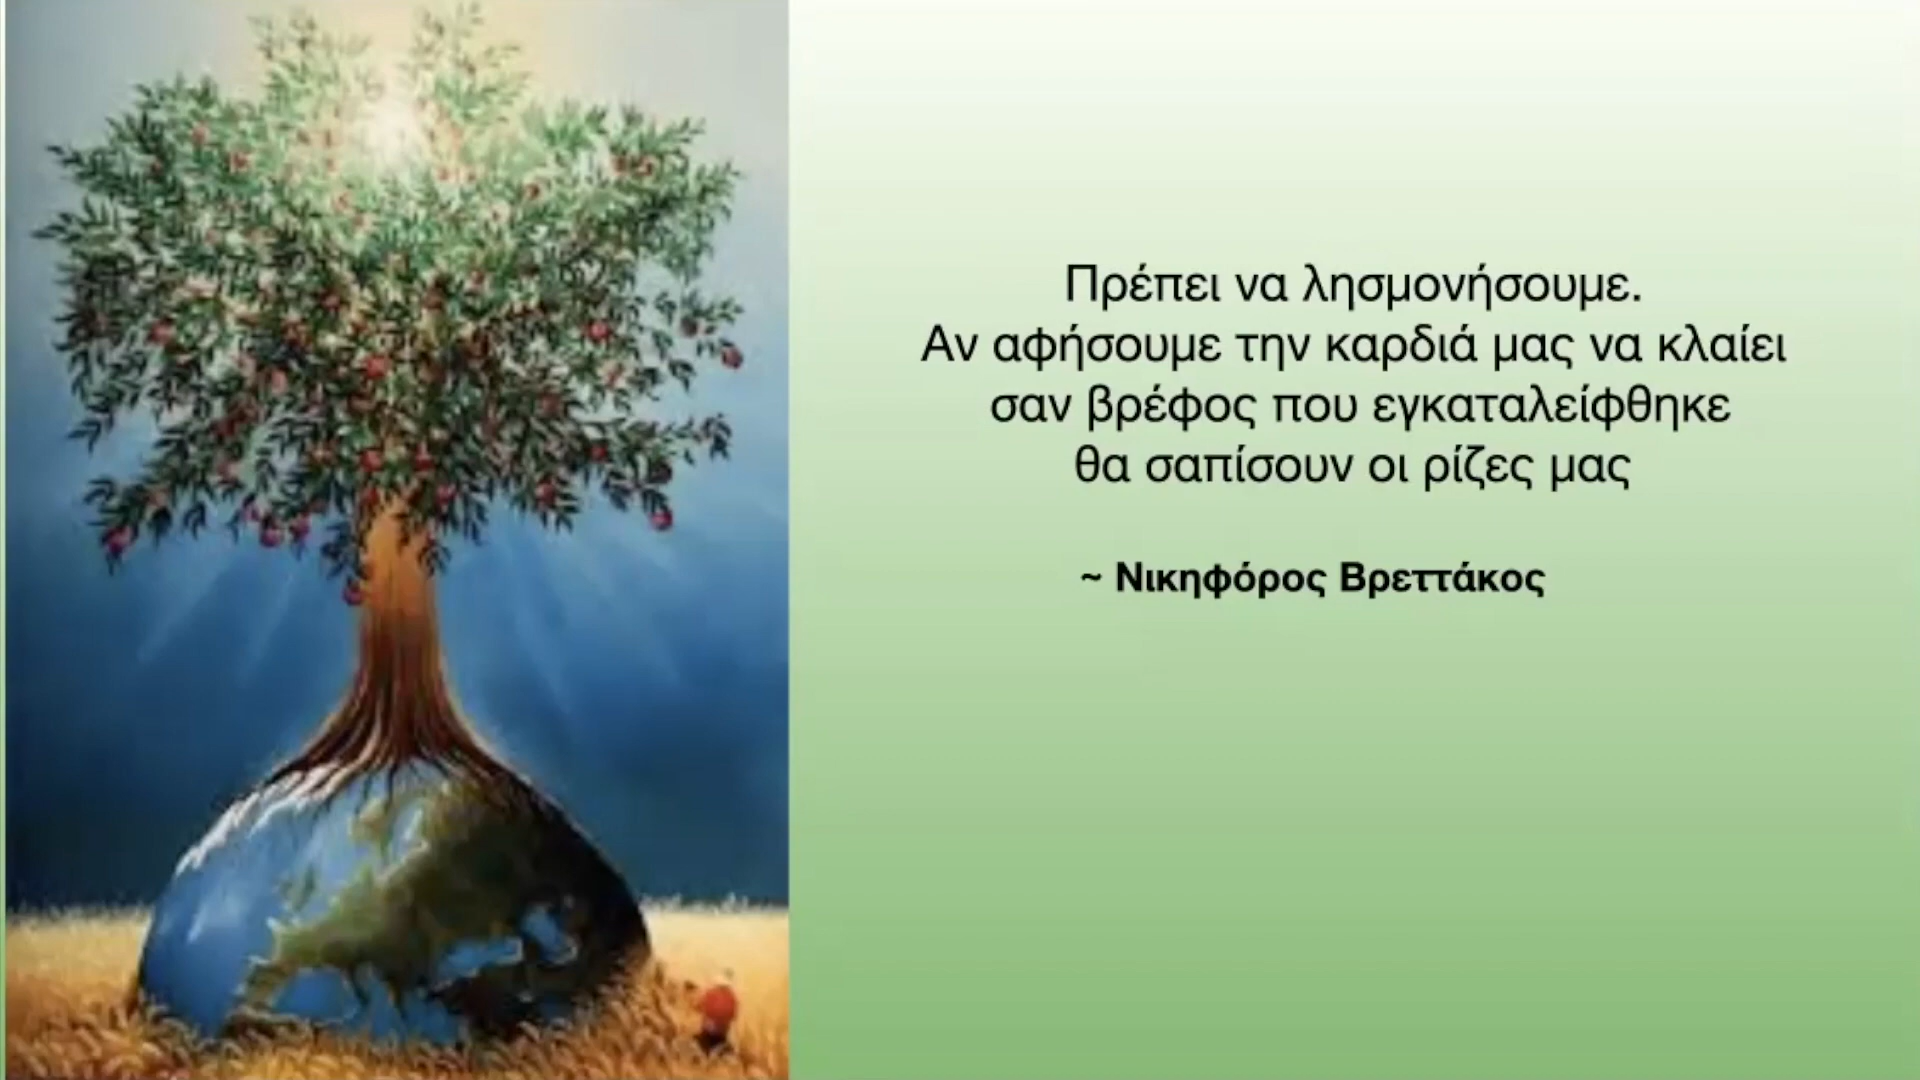 Πρέπει να λησμονήσουμε.
Αν αφήσουμε την καρδιά μας να κλαίει
σαν βρέφος που εγκαταλείφθηκε
θα σαπίσουν οι ρίζες μας
~ Νικηφόρος Βρεττάκος